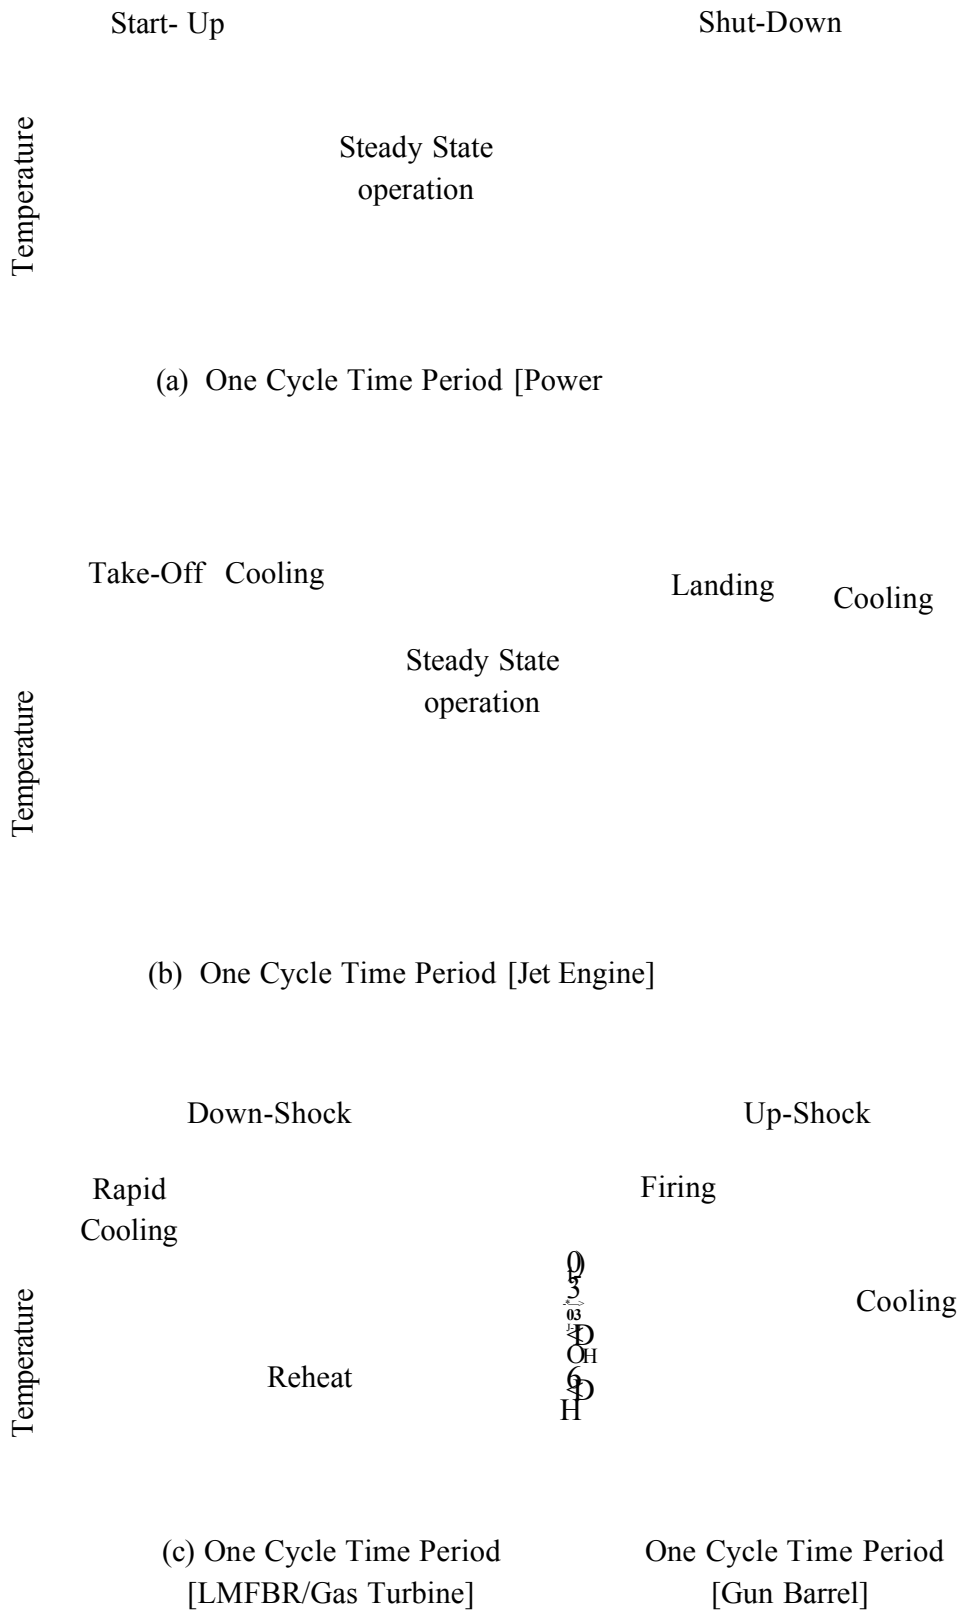 Start- Up
Shut-Down
Temperature
Steady State
operation
(a) One Cycle Time Period [Power
Take-Off Cooling
Landing
Cooling
Steady State
operation
Temperature
(b) One Cycle Time Period [Jet Engine]
Down-Shock
Up-Shock
Rapid
Cooling
Firing
Cooling
Temperature
Reheat
(c) One Cycle Time Period
[LMFBR/Gas Turbine]
One Cycle Time Period
[Gun Barrel]